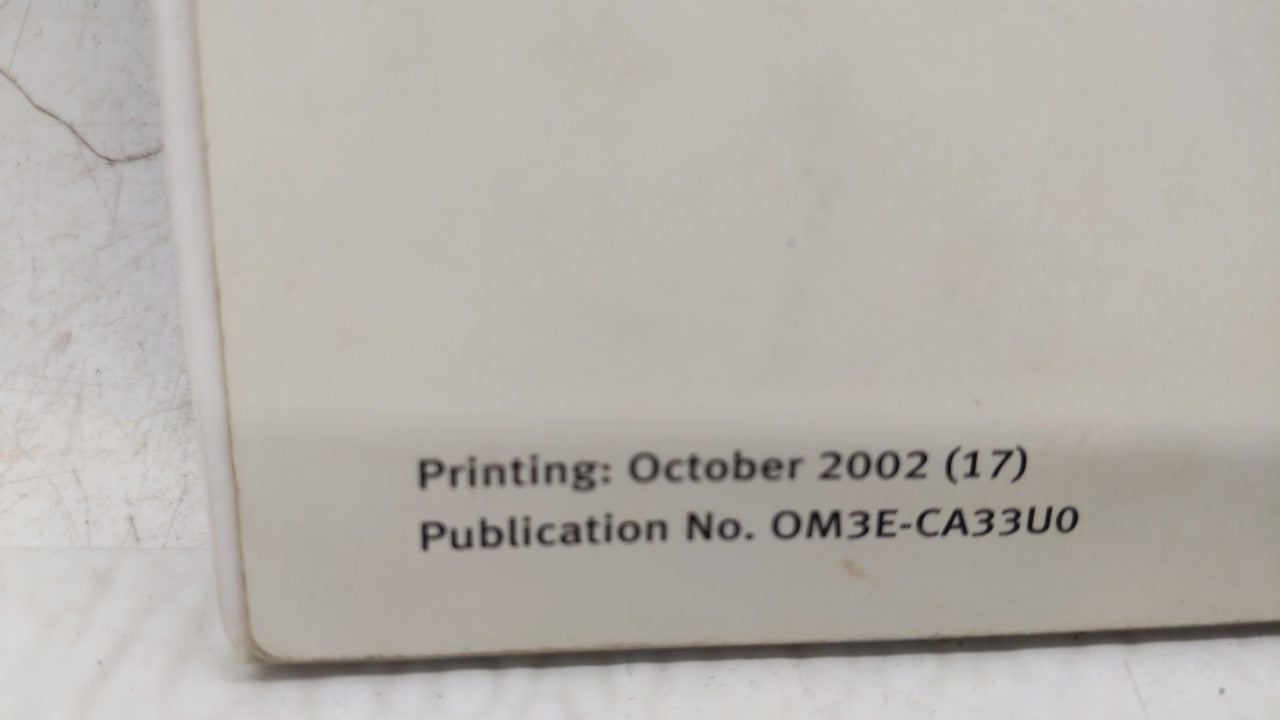 Printing: October 2002 (17)
Publication No. OM3E-CA33U0